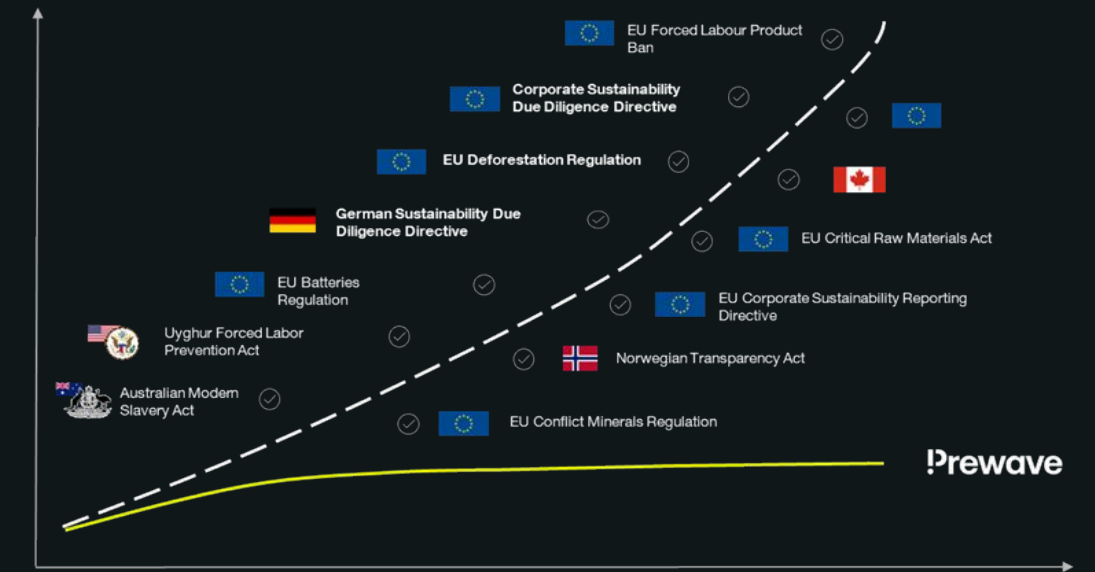 EU Forced Labour Product
Ban
Corporate Sustainability
Due Diligence Directive
EU Deforestation Regulation
German Sustainability Due
Diligence Directive
EU Critical Raw Materials Act
EU Batteries
Regulation
EU Corporate Sustainability Reporting
Directive
Uyghur Forced Labor
Prevention Act
Norwegian Transparency Act
Australian Modern
Slavery Act
EU Conflict Minerals Regulation
Prewave